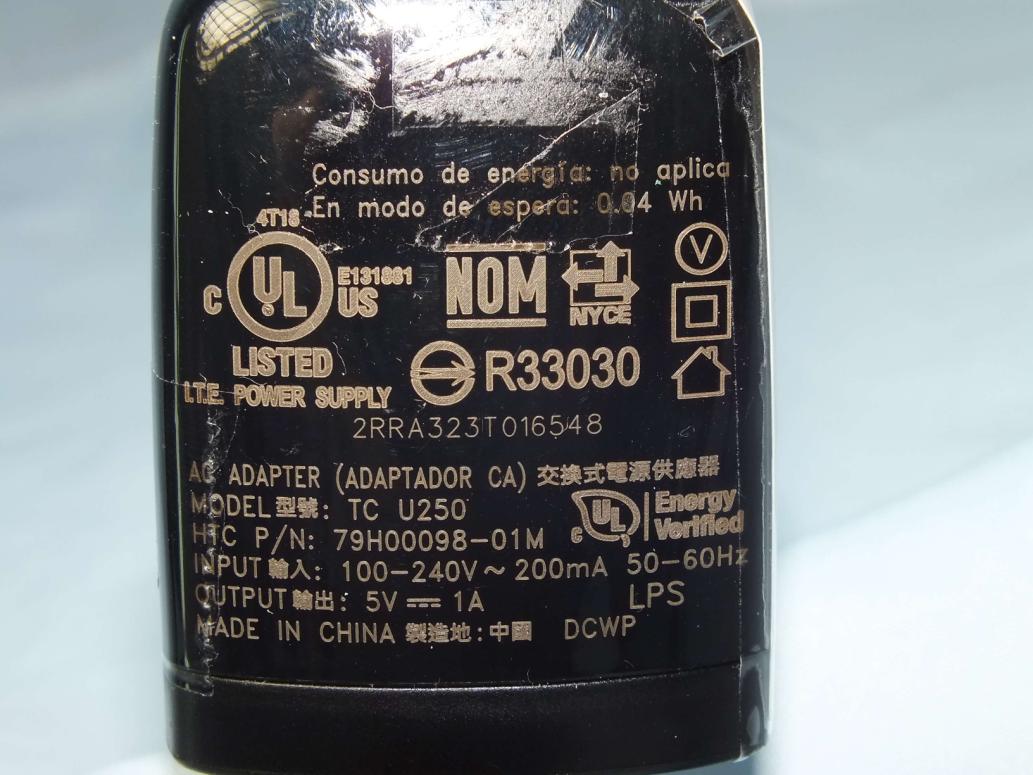 Consumo de energía: no aplica
En modo de espera: 0.04 Wh
4T18
C UL US E131881
LISTED
I.T.E. POWER SUPPLY
NOM
NYCE
V
R33030
2RRA323T016548
AC ADAPTER (ADAPTADOR CA) 交換式電源供應器
MODEL 型號: TC U250
C UL Energy Verified
HTC P/N: 79H00098-01M
INPUT 輸入: 100-240V ~ 200mA 50-60Hz
OUTPUT 輸出: 5V ⎓ 1A LPS
MADE IN CHINA 製造地:中國 DCWP